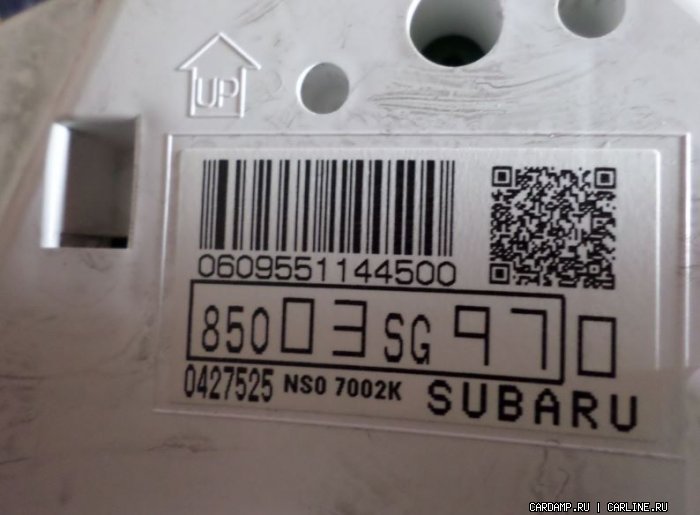 UP
0609551144500
85003SG970
0427525 NS0 7002K SUBARU
CARDAMP.RU | CARLINE.RU